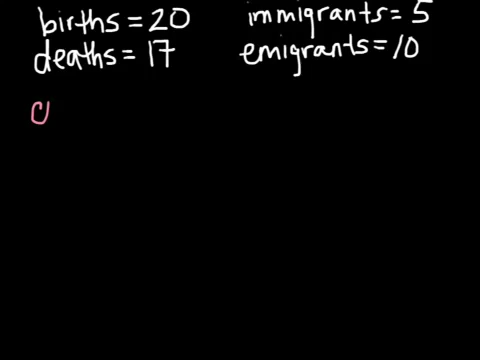 births = 20
deaths = 17
immigrants = 5
emigrants = 10